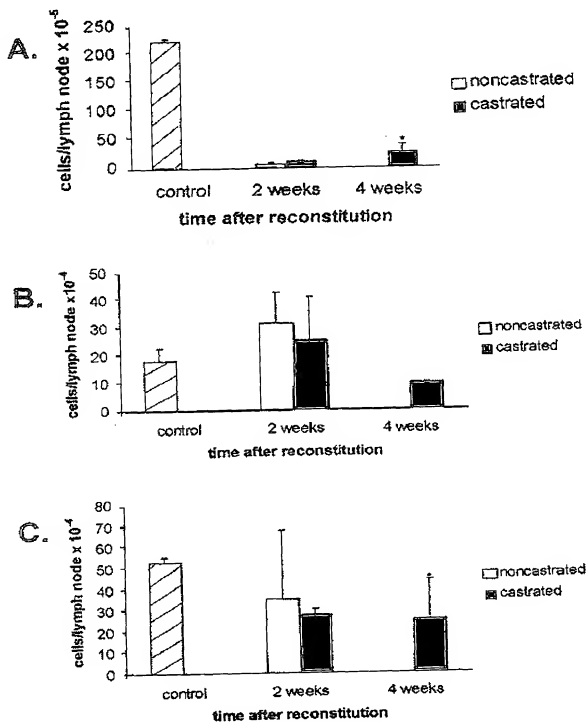 A.
cells/lymph node x 10⁻⁵
250
200
150
100
50
0
control
2 weeks
4 weeks
*
time after reconstitution
noncastrated
castrated
B.
cells/lymph node x10⁻⁴
50
40
30
20
10
0
control
2 weeks
4 weeks
time after reconstitution
noncastrated
castrated
C.
cells/lymph node x 10⁻⁴
80
70
60
50
40
30
20
10
0
control
2 weeks
4 weeks
*
time after reconstitution
noncastrated
castrated